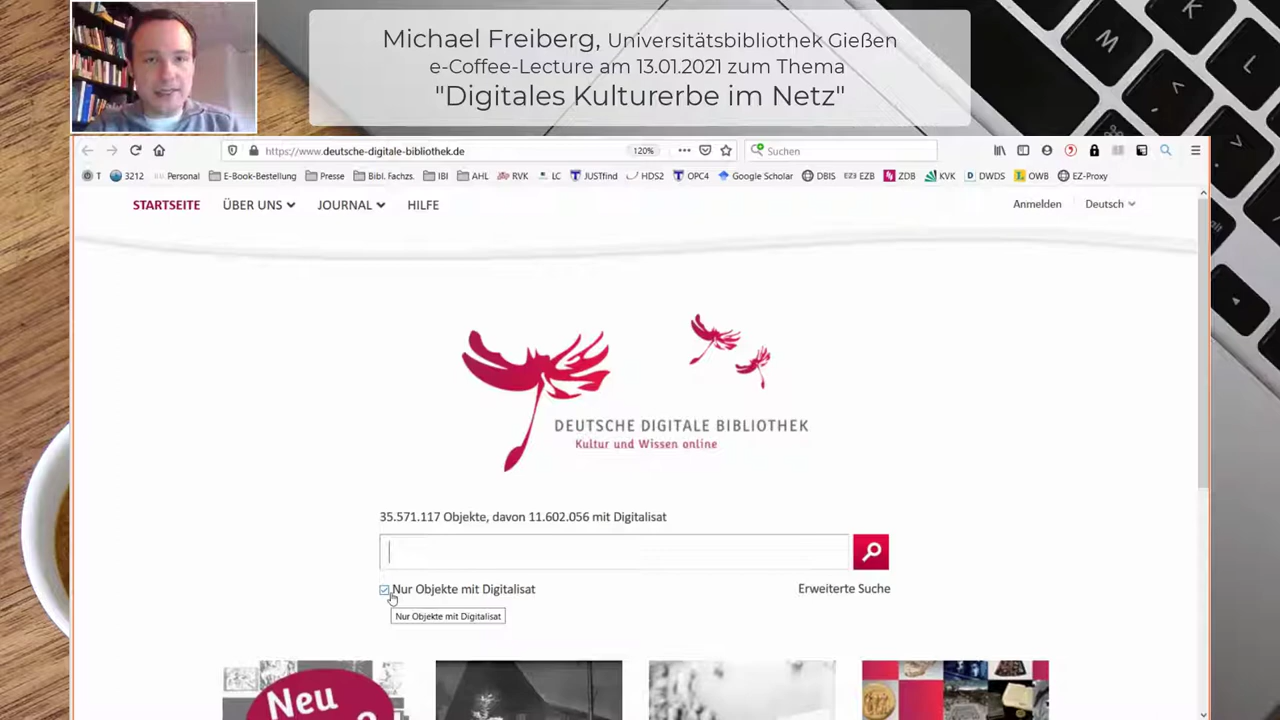 Michael Freiberg, Universitätsbibliothek Gießen
e-Coffee-Lecture am 13.01.2021 zum Thema
"Digitales Kulturerbe im Netz"
https://www.deutsche-digitale-bibliothek.de 120% Suchen
T 3212 Personal E-Book-Bestellung Presse Bibl. Fachzs. IBI AHL RVK LC JUSTfind HDS2 OPC4 Google Scholar DBIS EZB ZDB KVK DWDS OWB EZ-Proxy
STARTSEITE ÜBER UNS JOURNAL HILFE Anmelden Deutsch
DEUTSCHE DIGITALE BIBLIOTHEK
Kultur und Wissen online
35.571.117 Objekte, davon 11.602.056 mit Digitalisat
Nur Objekte mit Digitalisat Erweiterte Suche
Nur Objekte mit Digitalisat
Neu
K
M
L